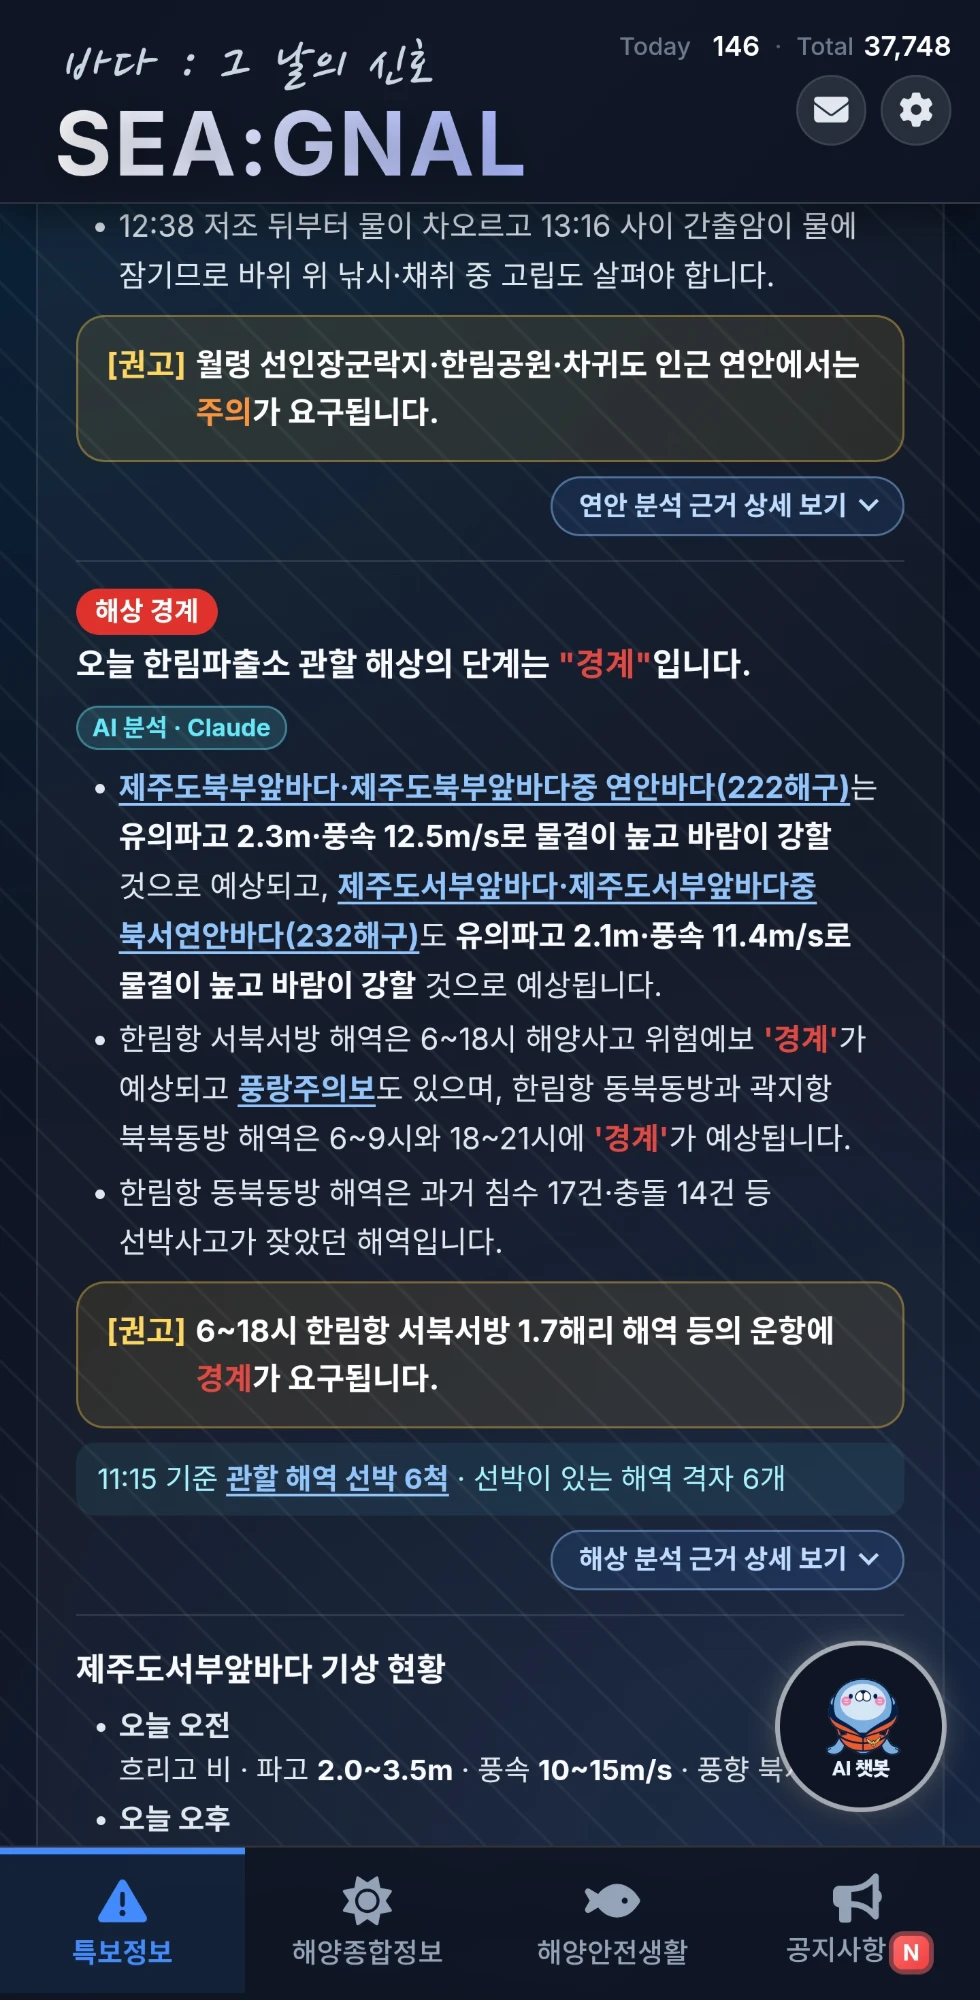 바다 : 그 날의 신호
SEA:GNAL
Today 146 · Total 37,748
• 12:38 저조 뒤부터 물이 차오르고 13:16 사이 간출암이 물에
잠기므로 바위 위 낚시·채취 중 고립도 살펴야 합니다.
[권고] 월령 선인장군락지·한림공원·차귀도 인근 연안에서는
주의가 요구됩니다.
연안 분석 근거 상세 보기
해상 경계
오늘 한림파출소 관할 해상의 단계는 "경계"입니다.
AI 분석 · Claude
• 제주도북부앞바다·제주도북부앞바다중 연안바다(222해구)는
유의파고 2.3m·풍속 12.5m/s로 물결이 높고 바람이 강할
것으로 예상되고, 제주도서부앞바다·제주도서부앞바다중
북서연안바다(232해구)도 유의파고 2.1m·풍속 11.4m/s로
물결이 높고 바람이 강할 것으로 예상됩니다.
• 한림항 서북서방 해역은 6~18시 해양사고 위험예보 '경계'가
예상되고 풍랑주의보도 있으며, 한림항 동북동방과 곽지항
북북동방 해역은 6~9시와 18~21시에 '경계'가 예상됩니다.
• 한림항 동북동방 해역은 과거 침수 17건·충돌 14건 등
선박사고가 잦았던 해역입니다.
[권고] 6~18시 한림항 서북서방 1.7해리 해역 등의 운항에
경계가 요구됩니다.
11:15 기준 관할 해역 선박 6척 · 선박이 있는 해역 격자 6개
해상 분석 근거 상세 보기
제주도서부앞바다 기상 현황
• 오늘 오전
흐리고 비 · 파고 2.0~3.5m · 풍속 10~15m/s · 풍향 북
• 오늘 오후
AI 챗봇
특보정보
해양종합정보
해양안전생활
공지사항 N